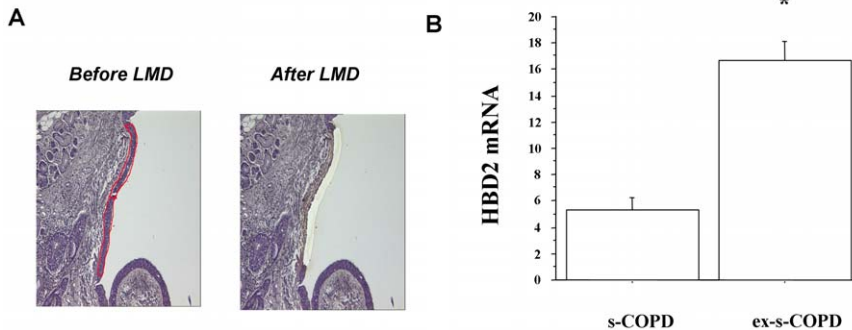 A
Before LMD
After LMD
B
*
HBD2 mRNA
20
18
16
14
12
10
8
6
4
2
0
s-COPD
ex-s-COPD